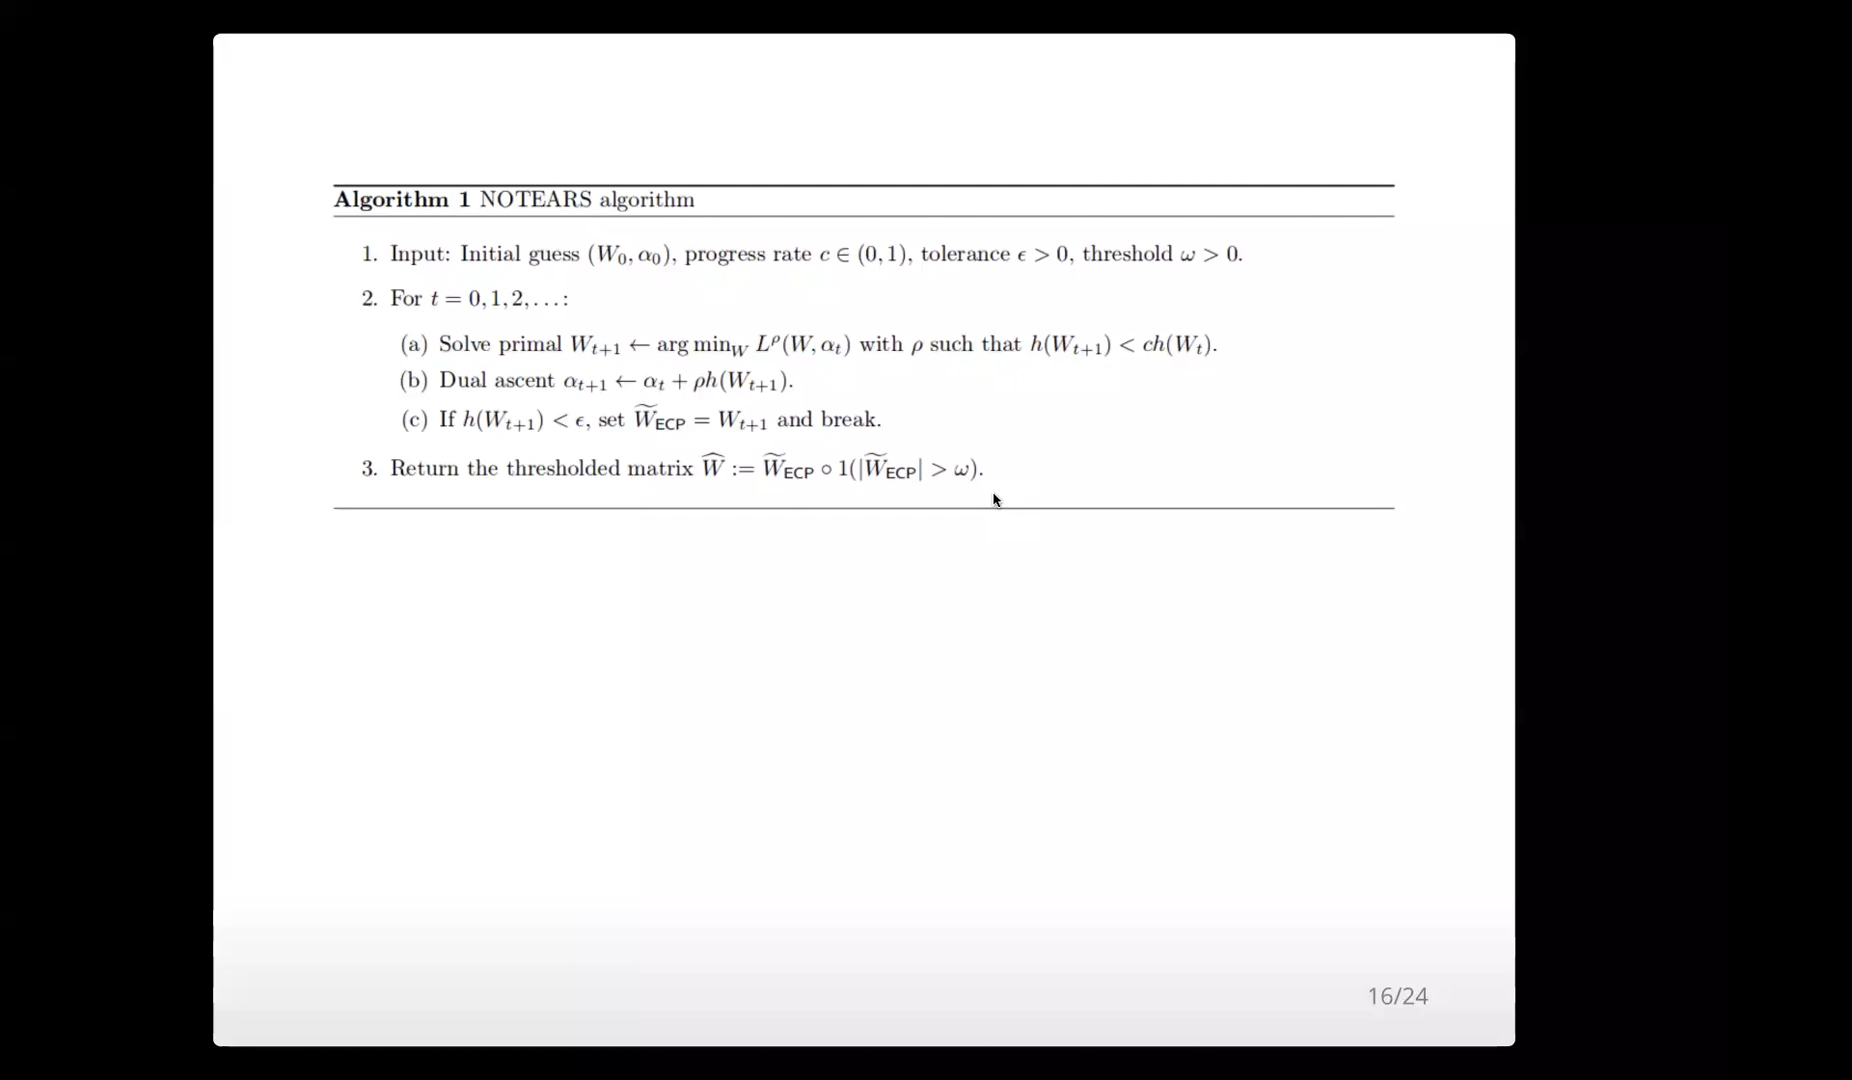 Algorithm 1 NOTEARS algorithm
1. Input: Initial guess (W₀, α₀), progress rate c ∈ (0, 1), tolerance ϵ > 0, threshold ω > 0.
2. For t = 0, 1, 2, . . . :
(a) Solve primal Wₜ₊₁ ← arg min_W L^ρ(W, αₜ) with ρ such that h(Wₜ₊₁) < ch(Wₜ).
(b) Dual ascent αₜ₊₁ ← αₜ + ρh(Wₜ₊₁).
(c) If h(Wₜ₊₁) < ϵ, set W̃_ECP = Wₜ₊₁ and break.
3. Return the thresholded matrix Ŵ := W̃_ECP ∘ 1(|W̃_ECP| > ω).
16/24